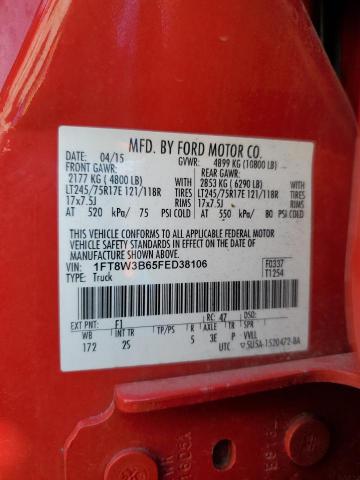 MFD. BY FORD MOTOR CO.
DATE: 04/15 GVWR: 4899 KG (10800 LB)
FRONT GAWR: REAR GAWR:
2177 KG (4800 LB) WITH 2853 KG (6290 LB) WITH
LT245/75R17E 121/118R TIRES LT245/75R17E 121/118R TIRES
17x7.5J RIMS 17x7.5J RIMS
AT 520 kPa/ 75 PSI COLD AT 550 kPa/ 80 PSI COLD
THIS VEHICLE CONFORMS TO ALL APPLICABLE FEDERAL MOTOR
VEHICLE SAFETY STANDARDS IN EFFECT ON THE DATE OF
MANUFACTURE SHOWN ABOVE.
VIN: 1FT8W3B65FED38106 F0337
TYPE: Truck T1254
EXT PNT: F1 RC: 47 DSO:
WB INT TR TP/PS R AXLE TR SPR
172 2S 5 3E P VVLL
UTC 5U5A-1520472-BA